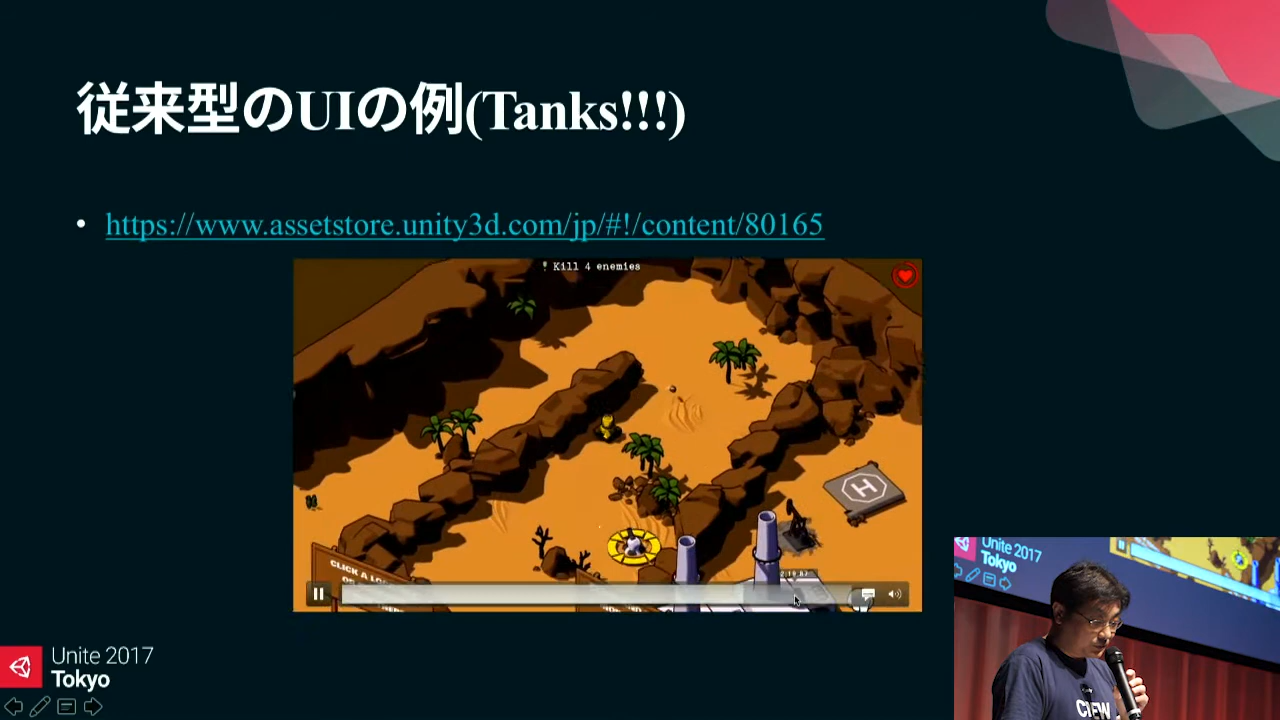 従来型のUIの例(Tanks!!!)
• https://www.assetstore.unity3d.com/jp/#!/content/80165
! Kill 4 enemies
H
CLICK A
Unite 2017
Tokyo
Unite 2017
Tokyo